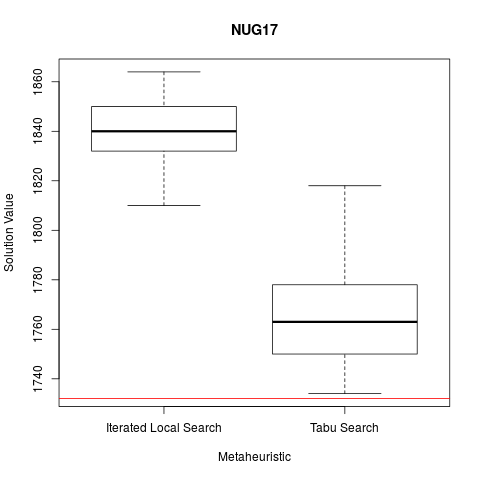 NUG17
Solution Value
1860
1840
1820
1800
1780
1760
1740
Iterated Local Search
Tabu Search
Metaheuristic